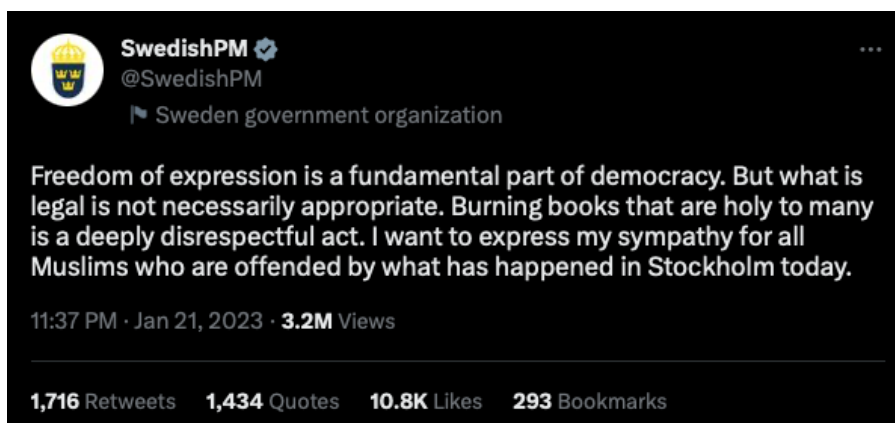 SwedishPM
@SwedishPM
Sweden government organization
Freedom of expression is a fundamental part of democracy. But what is
legal is not necessarily appropriate. Burning books that are holy to many
is a deeply disrespectful act. I want to express my sympathy for all
Muslims who are offended by what has happened in Stockholm today.
11:37 PM · Jan 21, 2023 · 3.2M Views
1,716 Retweets 1,434 Quotes 10.8K Likes 293 Bookmarks